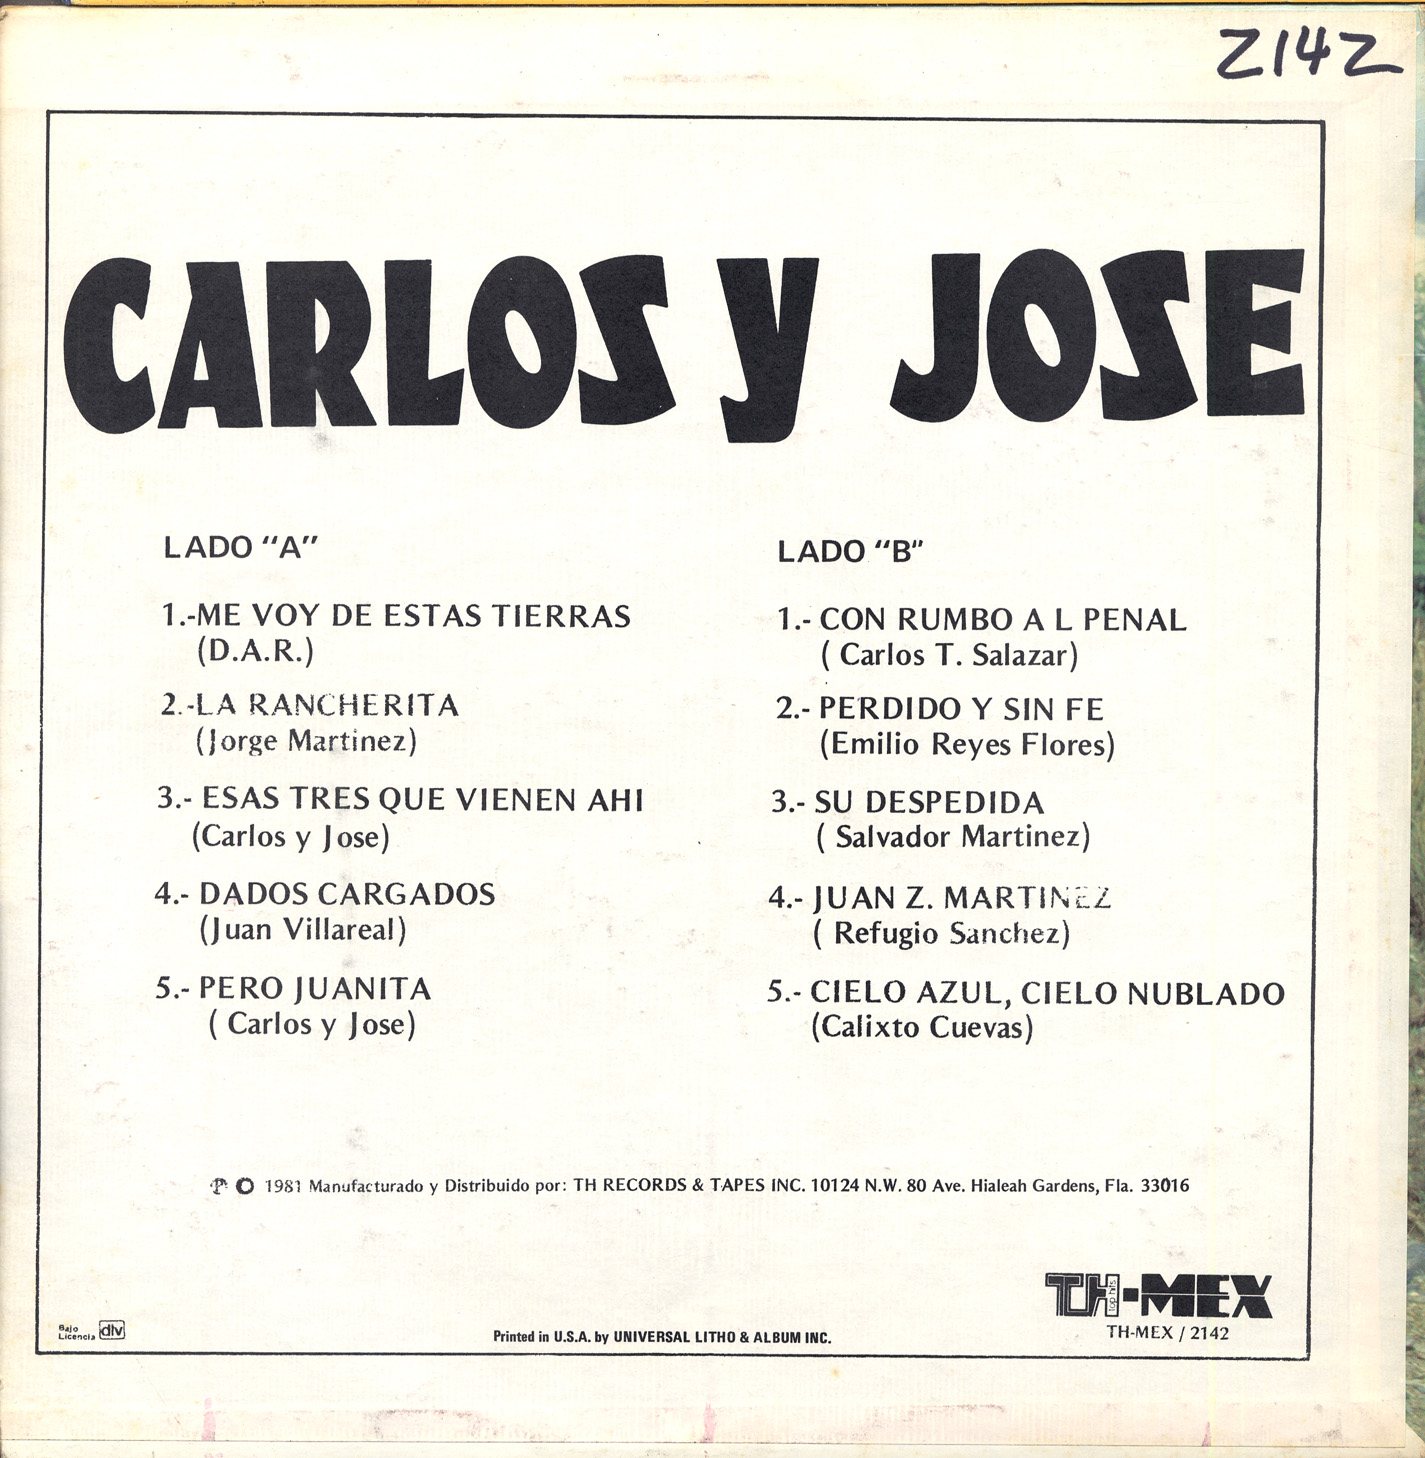 2142
CARLOS y JOSE
LADO "A"
1.-ME VOY DE ESTAS TIERRAS
(D.A.R.)
2.-LA RANCHERITA
(Jorge Martinez)
3.- ESAS TRES QUE VIENEN AHI
(Carlos y Jose)
4.- DADOS CARGADOS
(Juan Villareal)
5.- PERO JUANITA
( Carlos y Jose)
LADO "B"
1.- CON RUMBO A L PENAL
( Carlos T. Salazar)
2.- PERDIDO Y SIN FE
(Emilio Reyes Flores)
3.- SU DESPEDIDA
( Salvador Martinez)
4.- JUAN Z. MARTINEZ
( Refugio Sanchez)
5.- CIELO AZUL, CIELO NUBLADO
(Calixto Cuevas)
℗ © 1981 Manufacturado y Distribuido por: TH RECORDS & TAPES INC. 10124 N.W. 80 Ave. Hialeah Gardens, Fla. 33016
TH top hits-MEX
TH-MEX / 2142
Bajo
Licencia dtv
Printed in U.S.A. by UNIVERSAL LITHO & ALBUM INC.